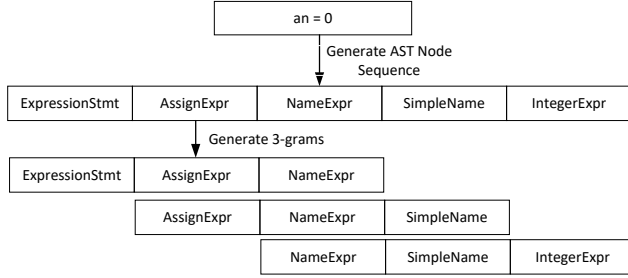 an = 0
Generate AST Node
Sequence
ExpressionStmt AssignExpr NameExpr SimpleName IntegerExpr
Generate 3-grams
ExpressionStmt AssignExpr NameExpr
AssignExpr NameExpr SimpleName
NameExpr SimpleName IntegerExpr